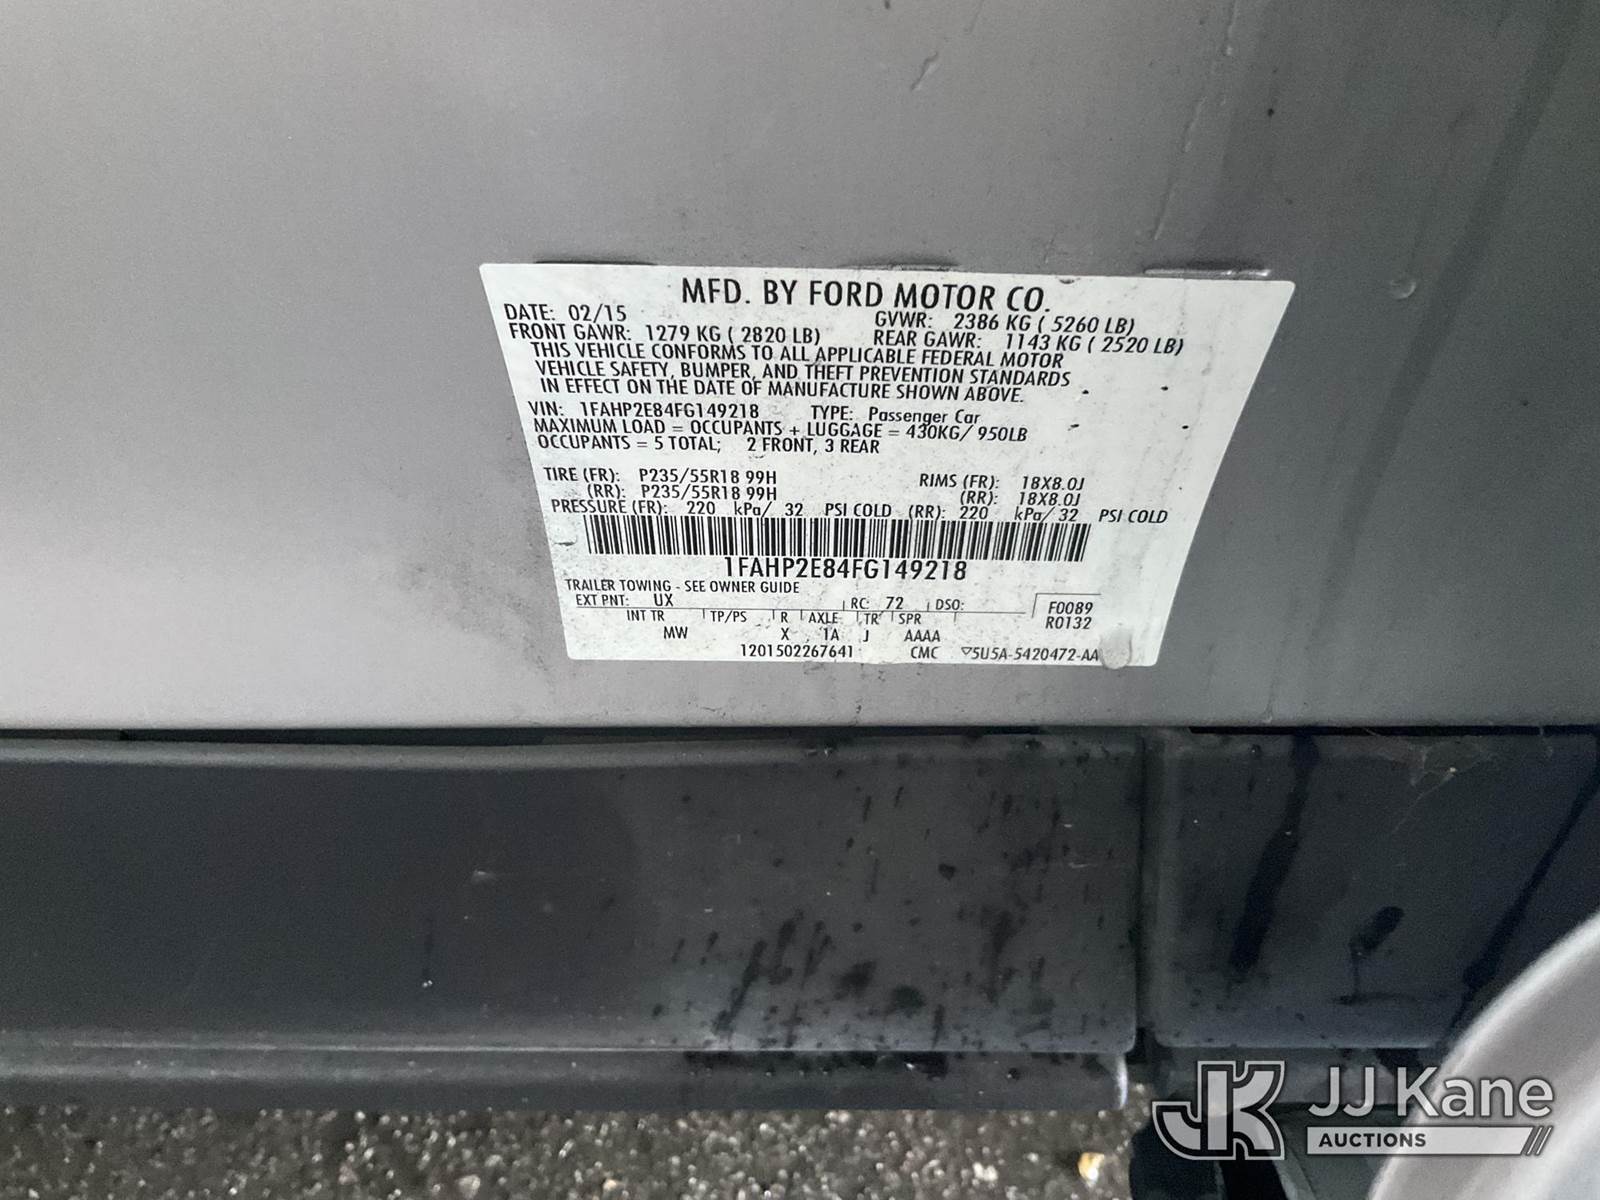 MFD. BY FORD MOTOR CO.
DATE: 02/15 GVWR: 2386 KG ( 5260 LB)
FRONT GAWR: 1279 KG ( 2820 LB) REAR GAWR: 1143 KG ( 2520 LB)
THIS VEHICLE CONFORMS TO ALL APPLICABLE FEDERAL MOTOR
VEHICLE SAFETY, BUMPER, AND THEFT PREVENTION STANDARDS
IN EFFECT ON THE DATE OF MANUFACTURE SHOWN ABOVE.
VIN: 1FAHP2E84FG149218 TYPE: Passenger Car
MAXIMUM LOAD = OCCUPANTS + LUGGAGE = 430KG/ 950LB
OCCUPANTS = 5 TOTAL; 2 FRONT, 3 REAR
TIRE (FR): P235/55R18 99H RIMS (FR): 18X8.0J
(RR): P235/55R18 99H (RR): 18X8.0J
PRESSURE (FR): 220 kPa/ 32 PSI COLD (RR): 220 kPa/ 32 PSI COLD
1FAHP2E84FG149218
TRAILER TOWING - SEE OWNER GUIDE
EXT PNT: UX RC: 72 DSO: F0089
INT TR TP/PS R AXLE TR SPR R0132
MW X 1A J AAAA
1201502267641 CMC ▽5U5A-5420472-AA
JK JJ Kane
AUCTIONS